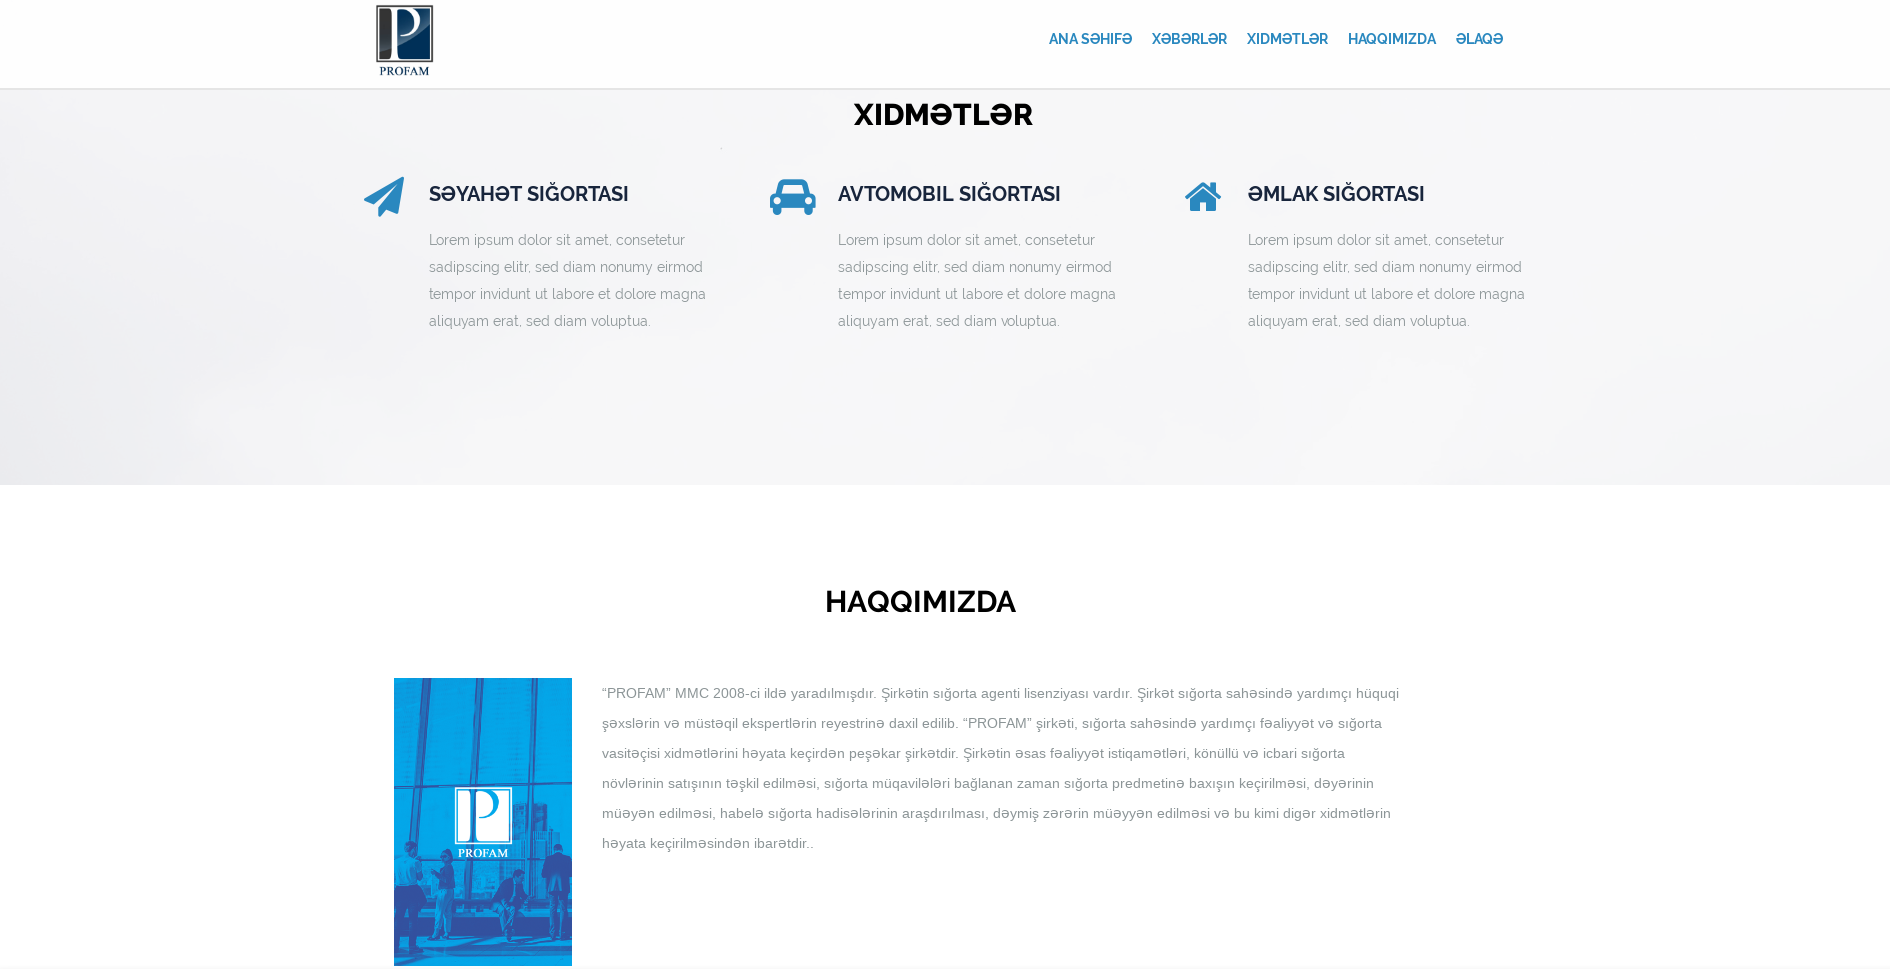 PROFAM
ANA SƏHIFƏ XƏBƏRLƏR XIDMƏTLƏR HAQQIMIZDA ƏLAQƏ
XIDMƏTLƏR
SƏYAHƏT SIĞORTASI
Lorem ipsum dolor sit amet, consetetur
sadipscing elitr, sed diam nonumy eirmod
tempor invidunt ut labore et dolore magna
aliquyam erat, sed diam voluptua.
AVTOMOBIL SIĞORTASI
Lorem ipsum dolor sit amet, consetetur
sadipscing elitr, sed diam nonumy eirmod
tempor invidunt ut labore et dolore magna
aliquyam erat, sed diam voluptua.
ƏMLAK SIĞORTASI
Lorem ipsum dolor sit amet, consetetur
sadipscing elitr, sed diam nonumy eirmod
tempor invidunt ut labore et dolore magna
aliquyam erat, sed diam voluptua.
HAQQIMIZDA
P
PROFAM
“PROFAM” MMC 2008-ci ildə yaradılmışdır. Şirkətin sığorta agenti lisenziyası vardır. Şirkət sığorta sahəsində yardımçı hüquqi
şəxslərin və müstəqil ekspertlərin reyestrinə daxil edilib. “PROFAM” şirkəti, sığorta sahəsində yardımçı fəaliyyət və sığorta
vasitəçisi xidmətlərini həyata keçirdən peşəkar şirkətdir. Şirkətin əsas fəaliyyət istiqamətləri, könüllü və icbari sığorta
növlərinin satışının təşkil edilməsi, sığorta müqavilələri bağlanan zaman sığorta predmetinə baxışın keçirilməsi, dəyərinin
müəyən edilməsi, habelə sığorta hadisələrinin araşdırılması, dəymiş zərərin müəyyən edilməsi və bu kimi digər xidmətlərin
həyata keçirilməsindən ibarətdir..